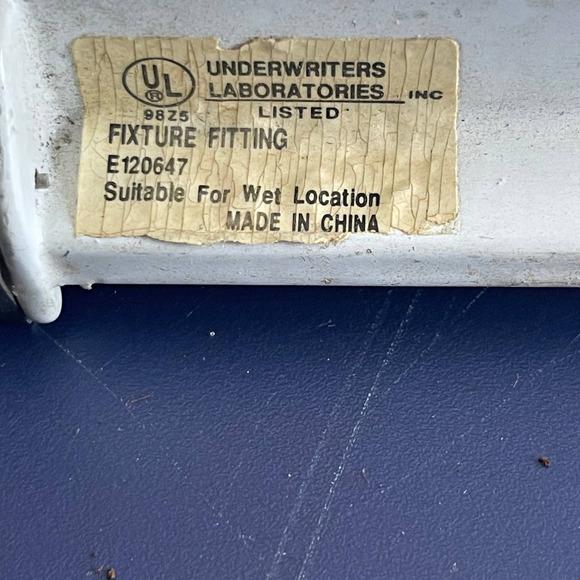 UL
®
98Z5
UNDERWRITERS
LABORATORIES INC
LISTED
FIXTURE FITTING
E120647
Suitable For Wet Location
MADE IN CHINA